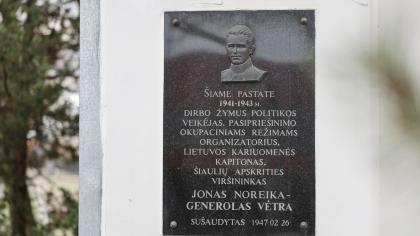 ŠIAME PASTATE
1941-1943 M.
DIRBO ŽYMUS POLITIKOS
VEIKĖJAS, PASIPRIEŠINIMO
OKUPACINIAMS REŽIMAMS
ORGANIZATORIUS,
LIETUVOS KARIUOMENĖS
KAPITONAS,
ŠIAULIŲ APSKRITIES
VIRŠININKAS
JONAS NOREIKA-
GENEROLAS VĖTRA
SUŠAUDYTAS 1947 02 26